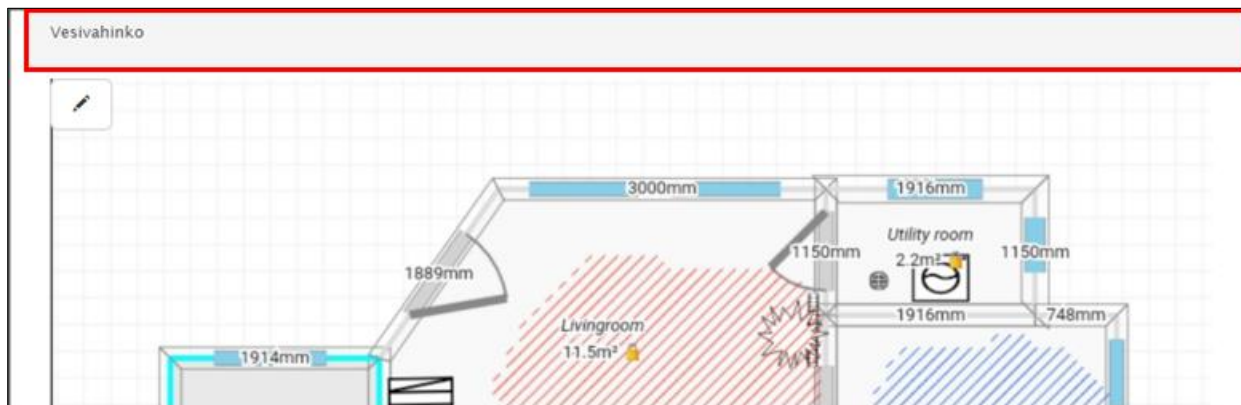 Vesivahinko
3000mm
1916mm
Utility room
1150mm
2.2m²
1150mm
1889mm
1916mm
748mm
Livingroom
11.5m²
1914mm